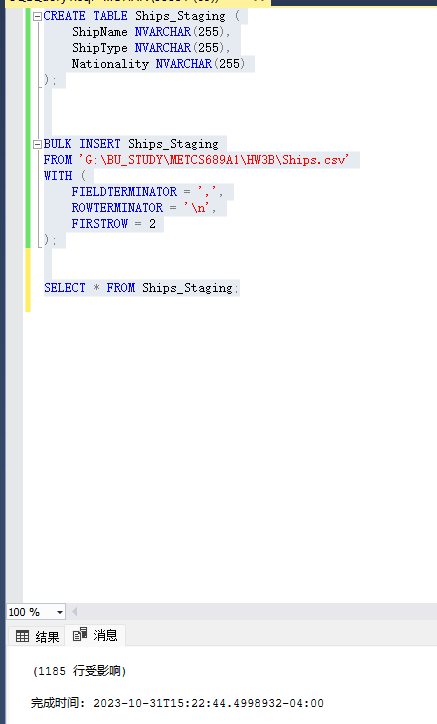 CREATE TABLE Ships_Staging (
ShipName NVARCHAR(255),
ShipType NVARCHAR(255),
Nationality NVARCHAR(255)
);
BULK INSERT Ships_Staging
FROM 'G:\BU_STUDY\METCS689A1\HW3B\Ships.csv'
WITH (
FIELDTERMINATOR = ',',
ROWTERMINATOR = '\n',
FIRSTROW = 2
);
SELECT * FROM Ships_Staging;
100 %
结果 消息
(1185 行受影响)
完成时间: 2023-10-31T15:22:44.4998932-04:00